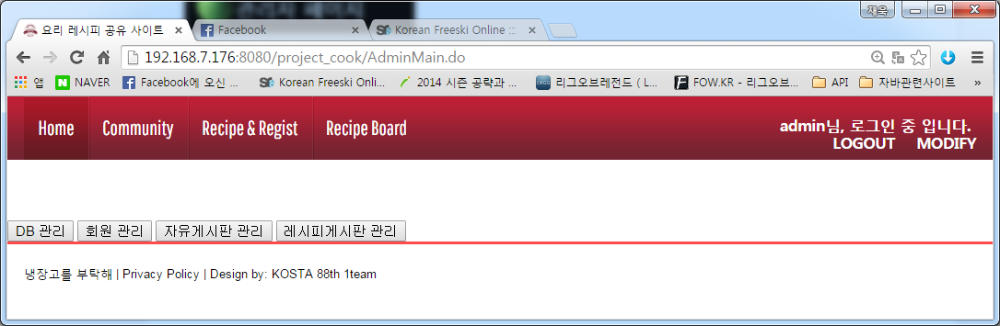 재욱
요리 레시피 공유 사이트 Facebook Korean Freeski Online :::
192.168.7.176:8080/project_cook/AdminMain.do
앱 NAVER Facebook에 오신 ... Korean Freeski Onli... 2014 시즌 공략과 ... 리그오브레전드 ( L... FOW.KR - 리그오브... API 자바관련사이트 »
Home Community Recipe & Regist Recipe Board
admin님, 로그인 중 입니다.
LOGOUT MODIFY
DB 관리 회원 관리 자유게시판 관리 레시피게시판 관리
냉장고를 부탁해 | Privacy Policy | Design by: KOSTA 88th 1team